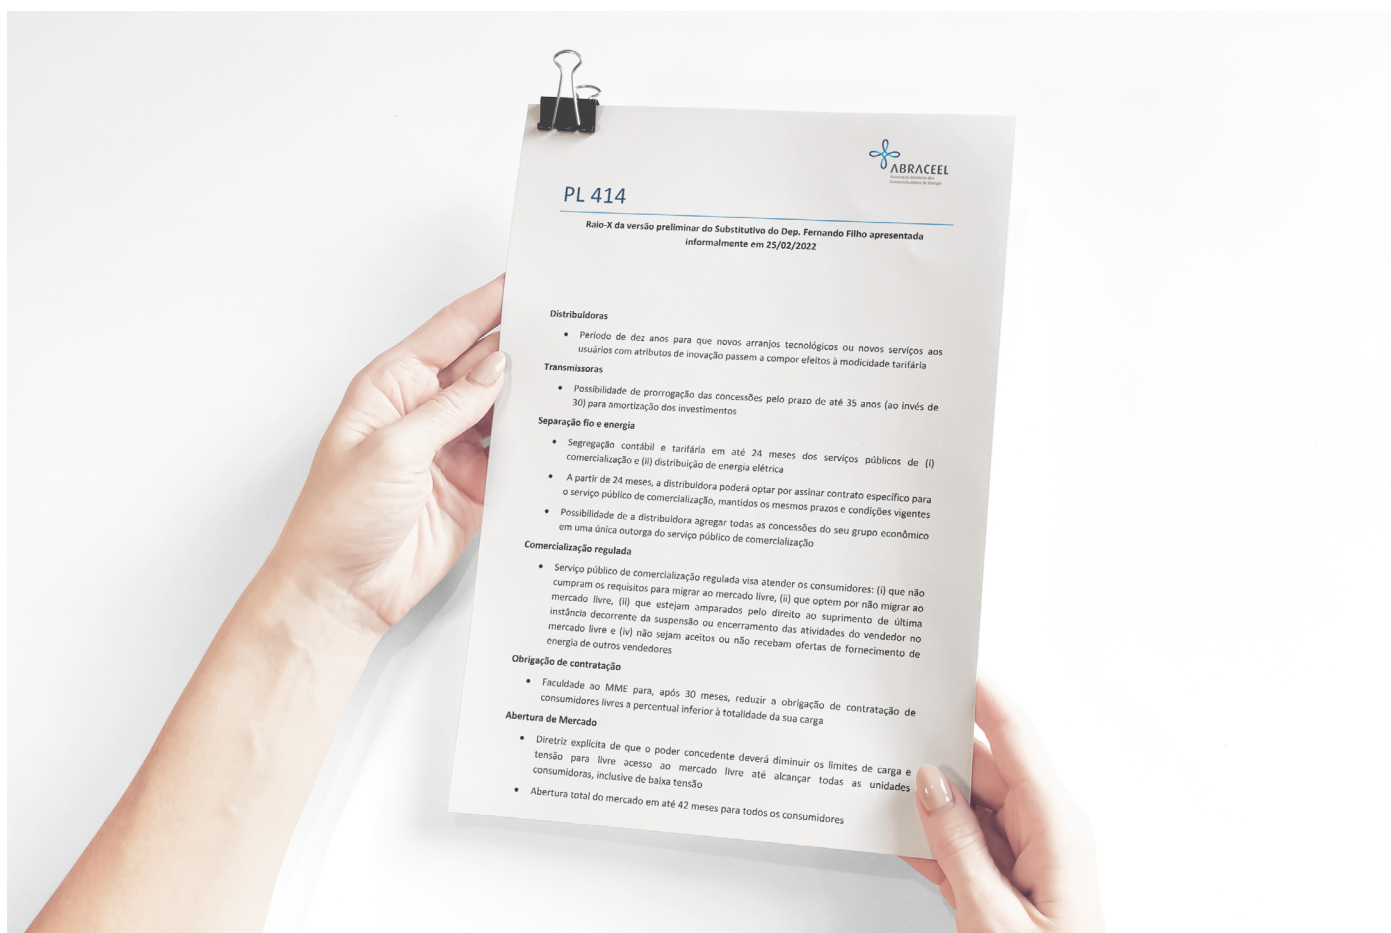 ABRACEEL
Associação Brasileira dos
Comercializadores de Energia
PL 414
Raio-X da versão preliminar do Substitutivo do Dep. Fernando Filho apresentada
informalmente em 25/02/2022
Distribuidoras
• Período de dez anos para que novos arranjos tecnológicos ou novos serviços aos
usuários com atributos de inovação passem a compor efeitos à modicidade tarifária
Transmissoras
• Possibilidade de prorrogação das concessões pelo prazo de até 35 anos (ao invés de
30) para amortização dos investimentos
Separação fio e energia
• Segregação contábil e tarifária em até 24 meses dos serviços públicos de (i)
comercialização e (ii) distribuição de energia elétrica
• A partir de 24 meses, a distribuidora poderá optar por assinar contrato específico para
o serviço público de comercialização, mantidos os mesmos prazos e condições vigentes
• Possibilidade de a distribuidora agregar todas as concessões do seu grupo econômico
em uma única outorga do serviço público de comercialização
Comercialização regulada
• Serviço público de comercialização regulada visa atender os consumidores: (i) que não
cumpram os requisitos para migrar ao mercado livre, (ii) que optem por não migrar ao
mercado livre, (ii) que estejam amparados pelo direito ao suprimento de última
instância decorrente da suspensão ou encerramento das atividades do vendedor no
mercado livre e (iv) não sejam aceitos ou não recebam ofertas de fornecimento de
energia de outros vendedores
Obrigação de contratação
• Faculdade ao MME para, após 30 meses, reduzir a obrigação de contratação de
consumidores livres a percentual inferior à totalidade da sua carga
Abertura de Mercado
• Diretriz explícita de que o poder concedente deverá diminuir os limites de carga e
tensão para livre acesso ao mercado livre até alcançar todas as unidades
consumidoras, inclusive de baixa tensão
• Abertura total do mercado em até 42 meses para todos os consumidores